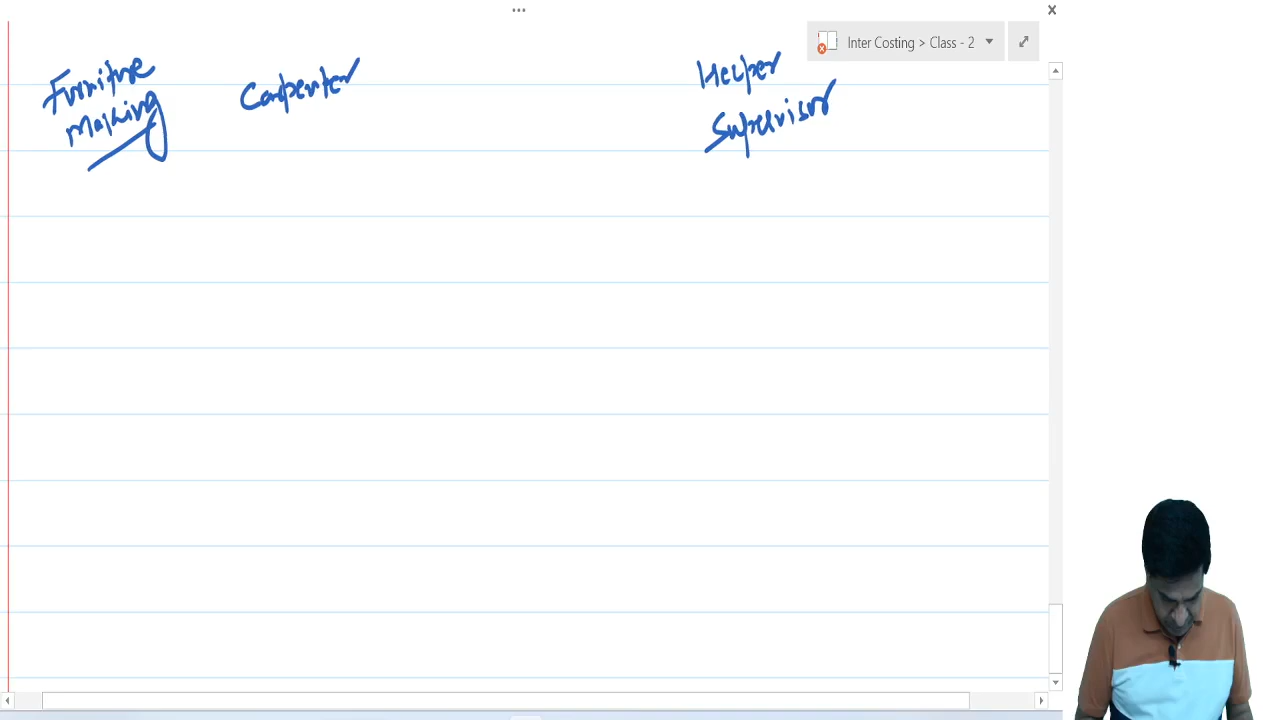 Inter Costing > Class - 2
Furniture
Making
Carpenter
Helper
Supervisor